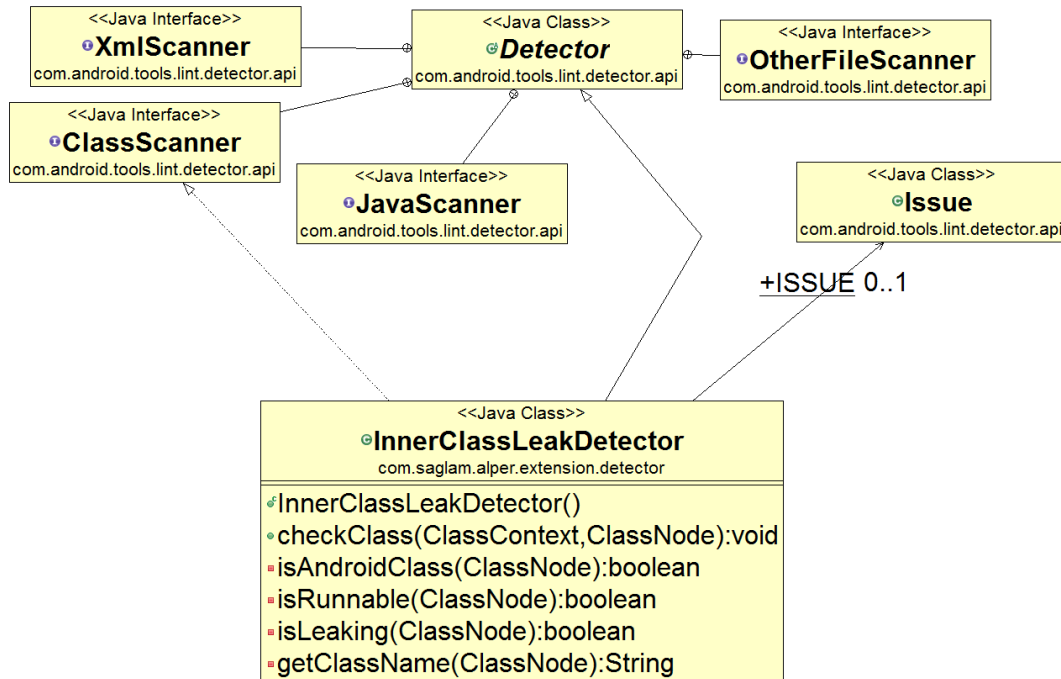 <<Java Interface>>
XmlScanner
com.android.tools.lint.detector.api
<<Java Class>>
Detector
com.android.tools.lint.detector.api
<<Java Interface>>
OtherFileScanner
com.android.tools.lint.detector.api
<<Java Interface>>
ClassScanner
com.android.tools.lint.detector.api
<<Java Interface>>
JavaScanner
com.android.tools.lint.detector.api
<<Java Class>>
Issue
com.android.tools.lint.detector.api
+ISSUE 0..1
<<Java Class>>
InnerClassLeakDetector
com.saglam.alper.extension.detector
InnerClassLeakDetector()
checkClass(ClassContext,ClassNode):void
isAndroidClass(ClassNode):boolean
isRunnable(ClassNode):boolean
isLeaking(ClassNode):boolean
getClassName(ClassNode):String